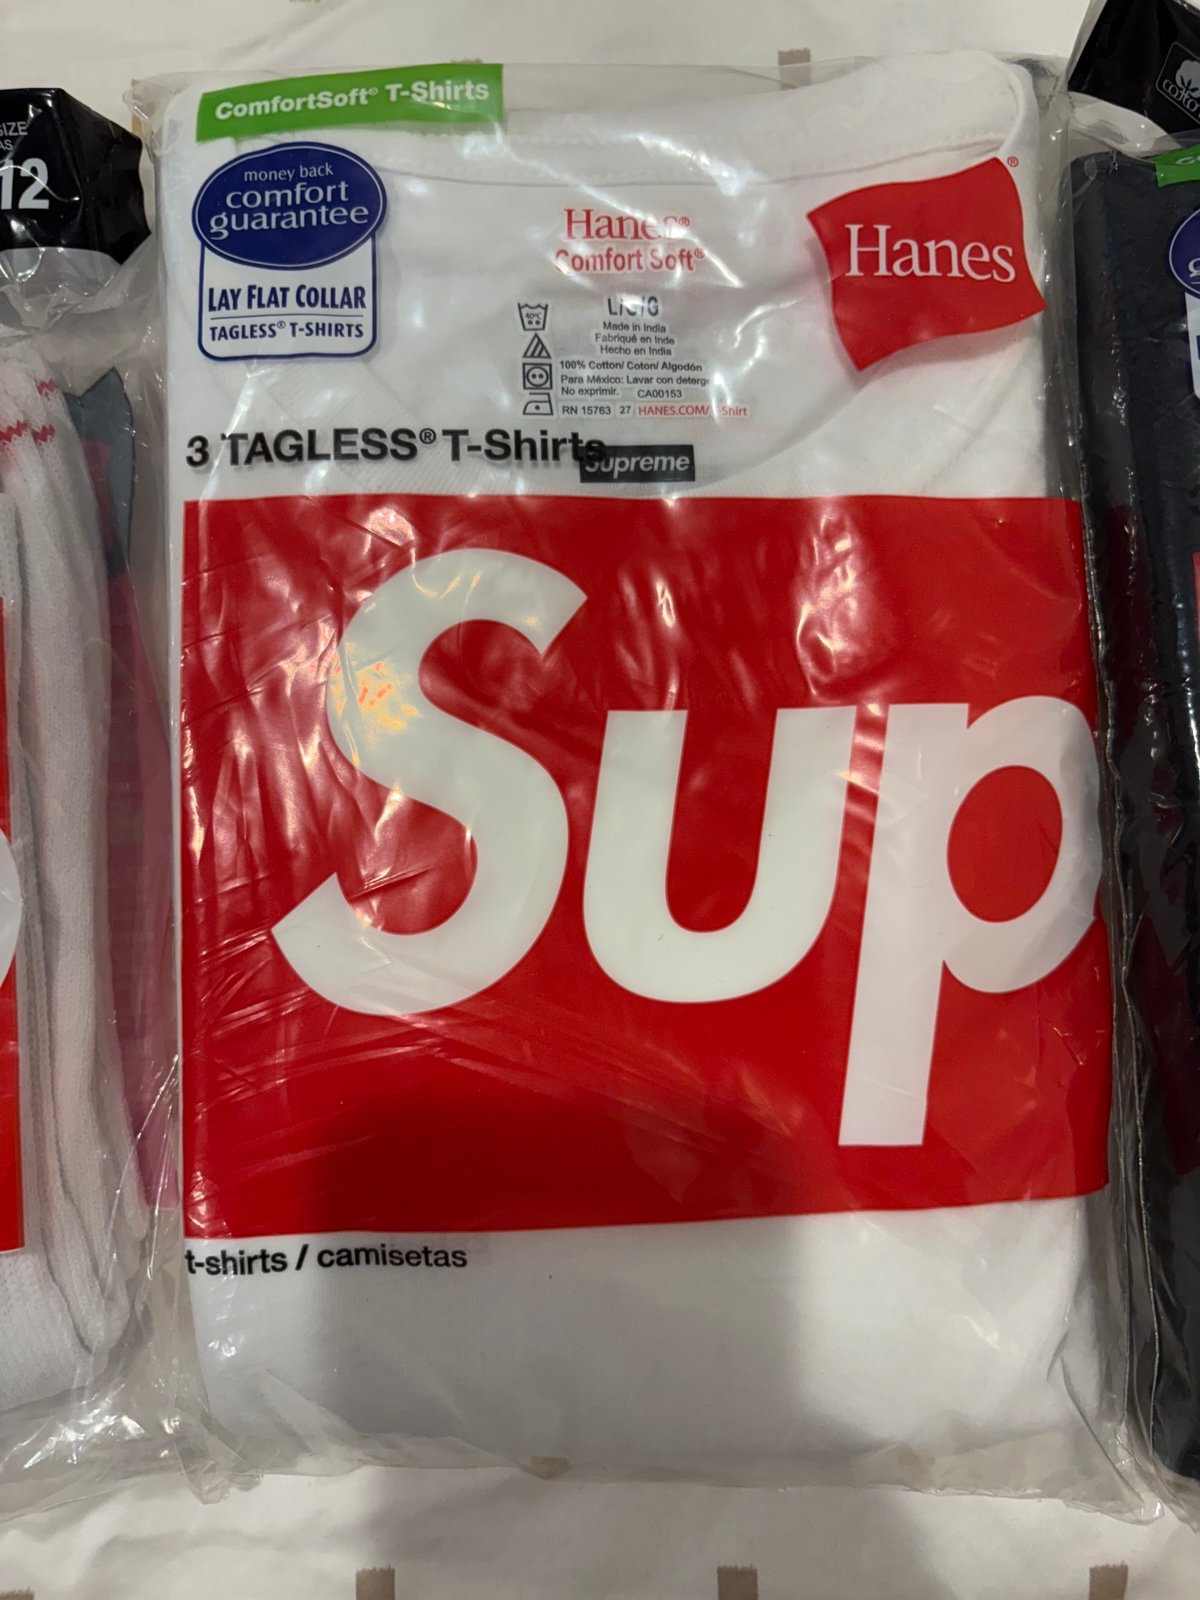 ComfortSoft® T-Shirts
money back
comfort
guarantee
LAY FLAT COLLAR
TAGLESS® T-SHIRTS
Hanes®
Comfort Soft®
Hanes®
40°C
Made in India
Fabriqué en Inde
Hecho en India
100% Cotton/ Coton/ Algodón
Para México: Lavar con
No exprimir. CA00153
RN 15763 27 HANES.COM/
3 TAGLESS® T-Shirts
Supreme
Sup
t-shirts / camisetas
SIZE
12